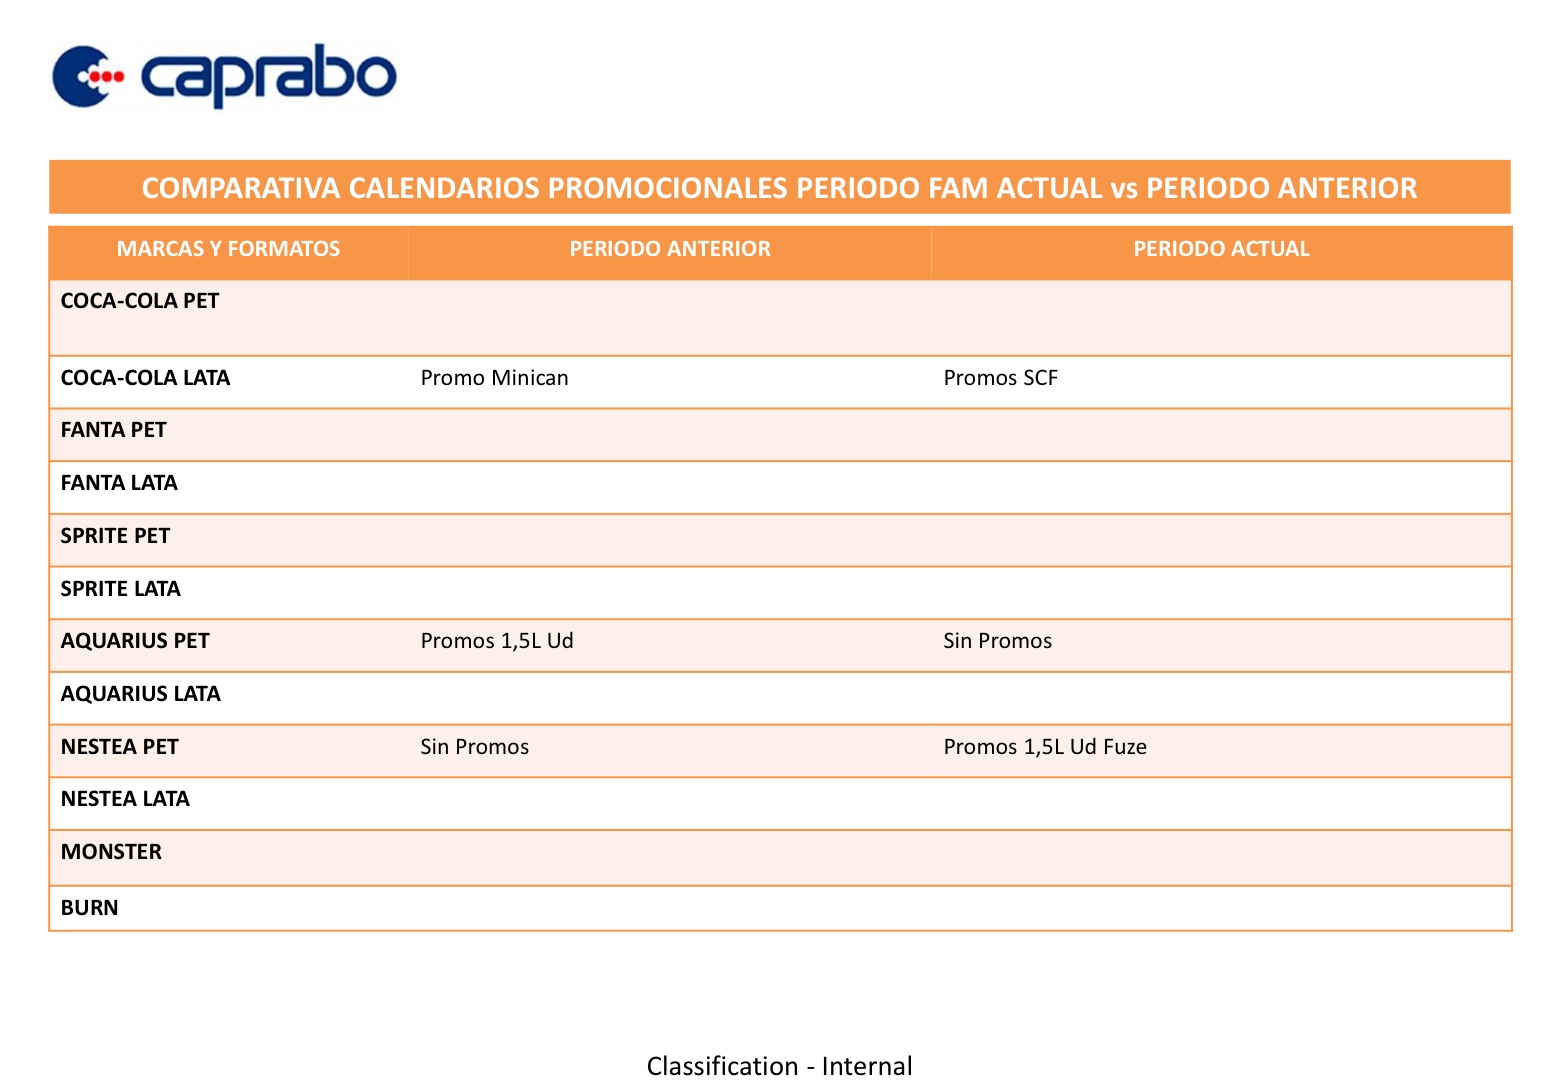 caprabo
COMPARATIVA CALENDARIOS PROMOCIONALES PERIODO FAM ACTUAL vs PERIODO ANTERIOR
MARCAS Y FORMATOS PERIODO ANTERIOR PERIODO ACTUAL
COCA-COLA PET
COCA-COLA LATA Promo Minican Promos SCF
FANTA PET
FANTA LATA
SPRITE PET
SPRITE LATA
AQUARIUS PET Promos 1,5L Ud Sin Promos
AQUARIUS LATA
NESTEA PET Sin Promos Promos 1,5L Ud Fuze
NESTEA LATA
MONSTER
BURN
Classification - Internal